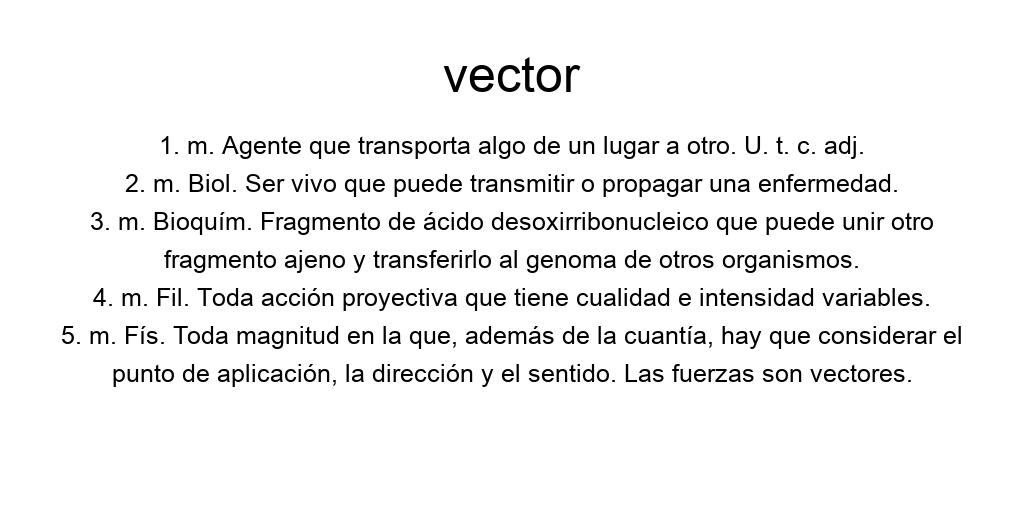 vector
1. m. Agente que transporta algo de un lugar a otro. U. t. c. adj.
2. m. Biol. Ser vivo que puede transmitir o propagar una enfermedad.
3. m. Bioquím. Fragmento de ácido desoxirribonucleico que puede unir otro
fragmento ajeno y transferirlo al genoma de otros organismos.
4. m. Fil. Toda acción proyectiva que tiene cualidad e intensidad variables.
5. m. Fís. Toda magnitud en la que, además de la cuantía, hay que considerar el
punto de aplicación, la dirección y el sentido. Las fuerzas son vectores.